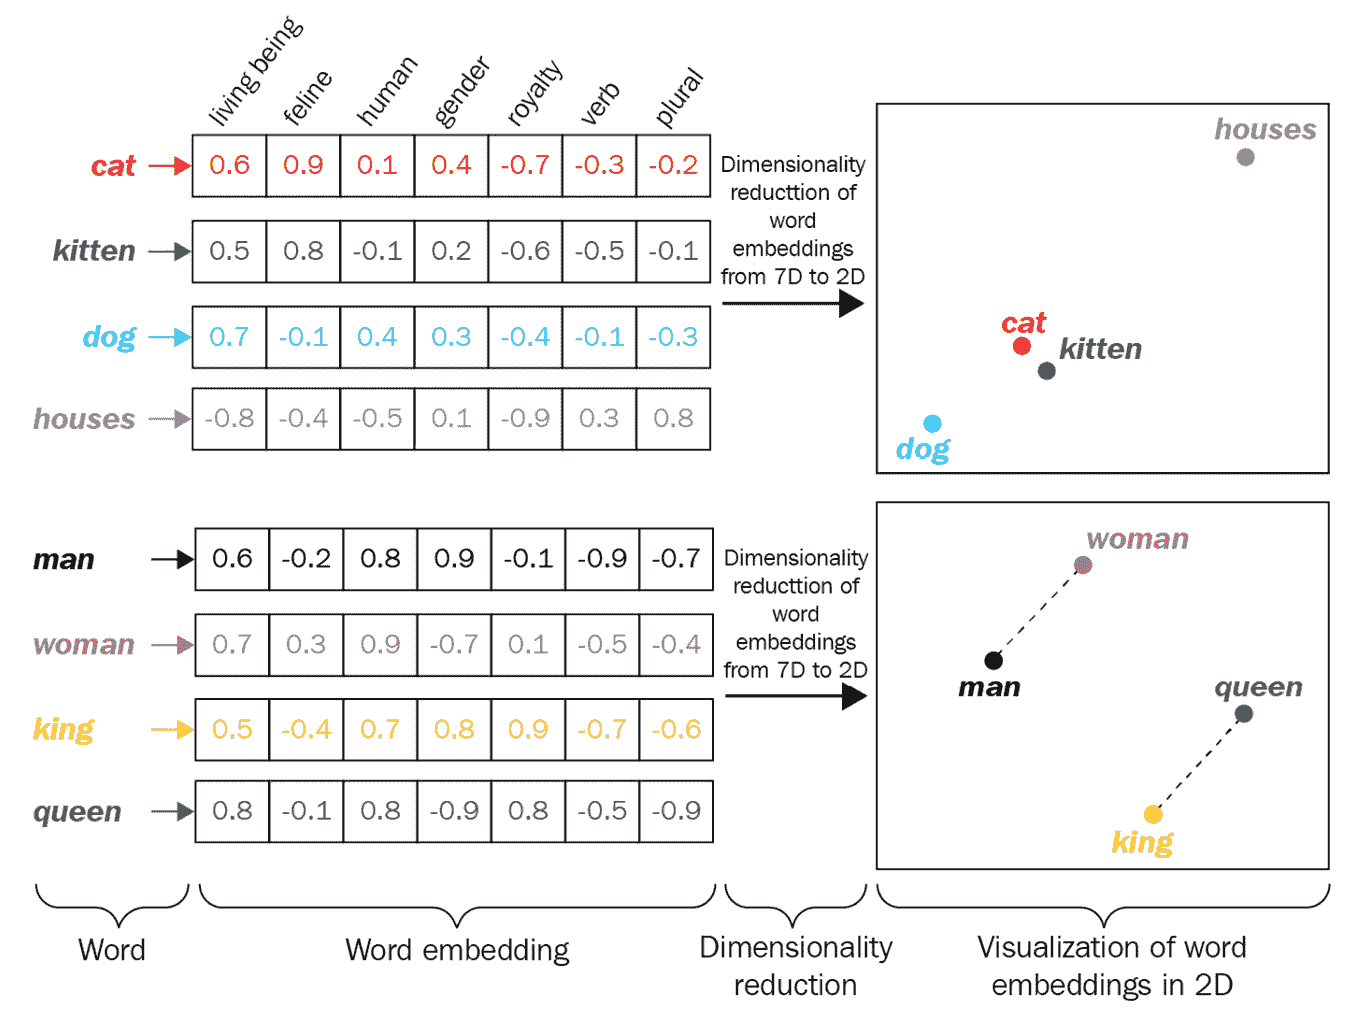 living being feline human gender royalty verb plural
cat 0.6 0.9 0.1 0.4 -0.7 -0.3 -0.2
kitten 0.5 0.8 -0.1 0.2 -0.6 -0.5 -0.1
dog 0.7 -0.1 0.4 0.3 -0.4 -0.1 -0.3
houses -0.8 -0.4 -0.5 0.1 -0.9 0.3 0.8
Dimensionality
reducttion of
word
embeddings
from 7D to 2D
houses
cat
kitten
dog
man 0.6 -0.2 0.8 0.9 -0.1 -0.9 -0.7
woman 0.7 0.3 0.9 -0.7 0.1 -0.5 -0.4
king 0.5 -0.4 0.7 0.8 0.9 -0.7 -0.6
queen 0.8 -0.1 0.8 -0.9 0.8 -0.5 -0.9
Dimensionality
reducttion of
word
embeddings
from 7D to 2D
woman
man
queen
king
Word
Word embedding
Dimensionality
reduction
Visualization of word
embeddings in 2D